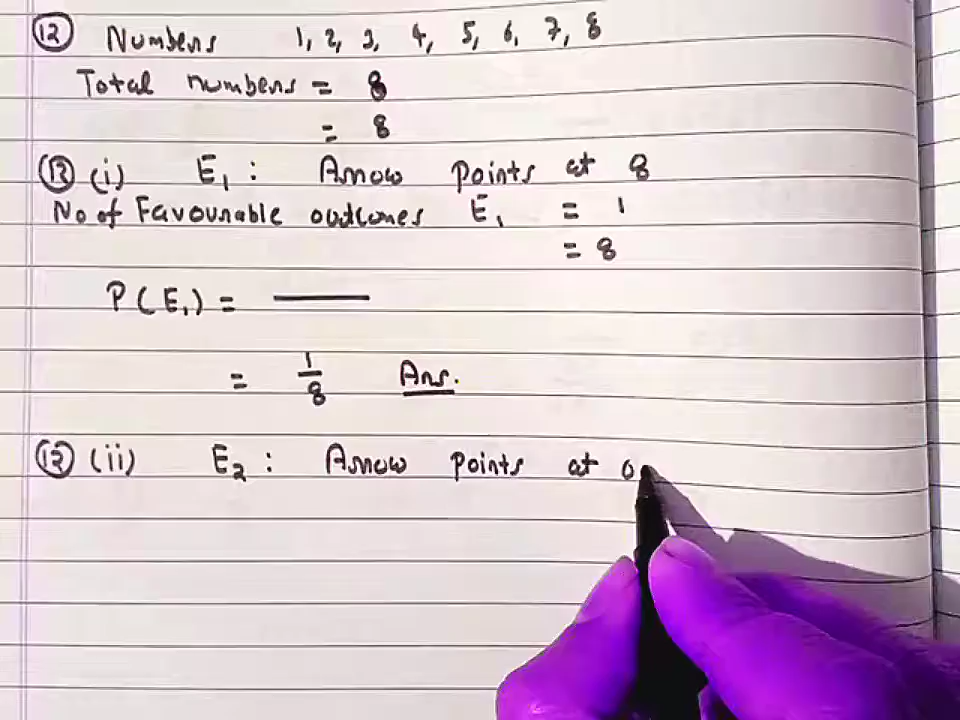 12 Numbers 1, 2, 3, 4, 5, 6, 7, 8
Total numbers = 8
= 8
12 (i) E₁ : Arrow Points at 8
No of Favourable outcomes E₁ = 1
= 8
P(E₁) =
= 1/8 Ans.
12 (ii) E₂ : Arrow Points at o